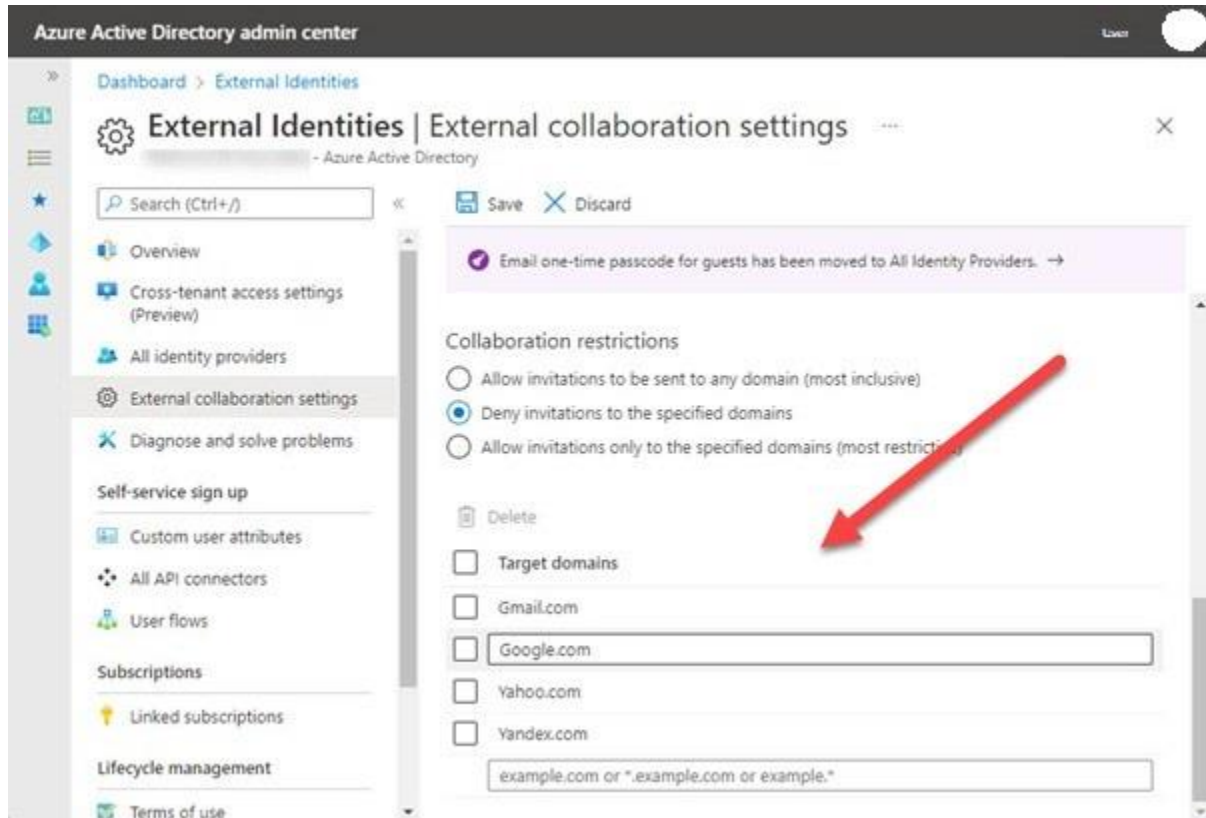 Azure Active Directory admin center
User
Dashboard > External Identities
External Identities | External collaboration settings ...
- Azure Active Directory
Search (Ctrl+/)
Overview
Cross-tenant access settings
(Preview)
All identity providers
External collaboration settings
Diagnose and solve problems
Self-service sign up
Custom user attributes
All API connectors
User flows
Subscriptions
Linked subscriptions
Lifecycle management
Terms of use
Save
Discard
Email one-time passcode for guests has been moved to All Identity Providers. →
Collaboration restrictions
Allow invitations to be sent to any domain (most inclusive)
Deny invitations to the specified domains
Allow invitations only to the specified domains (most restrictive)
Delete
Target domains
Gmail.com
Google.com
Yahoo.com
Yandex.com
example.com or *.example.com or example.*